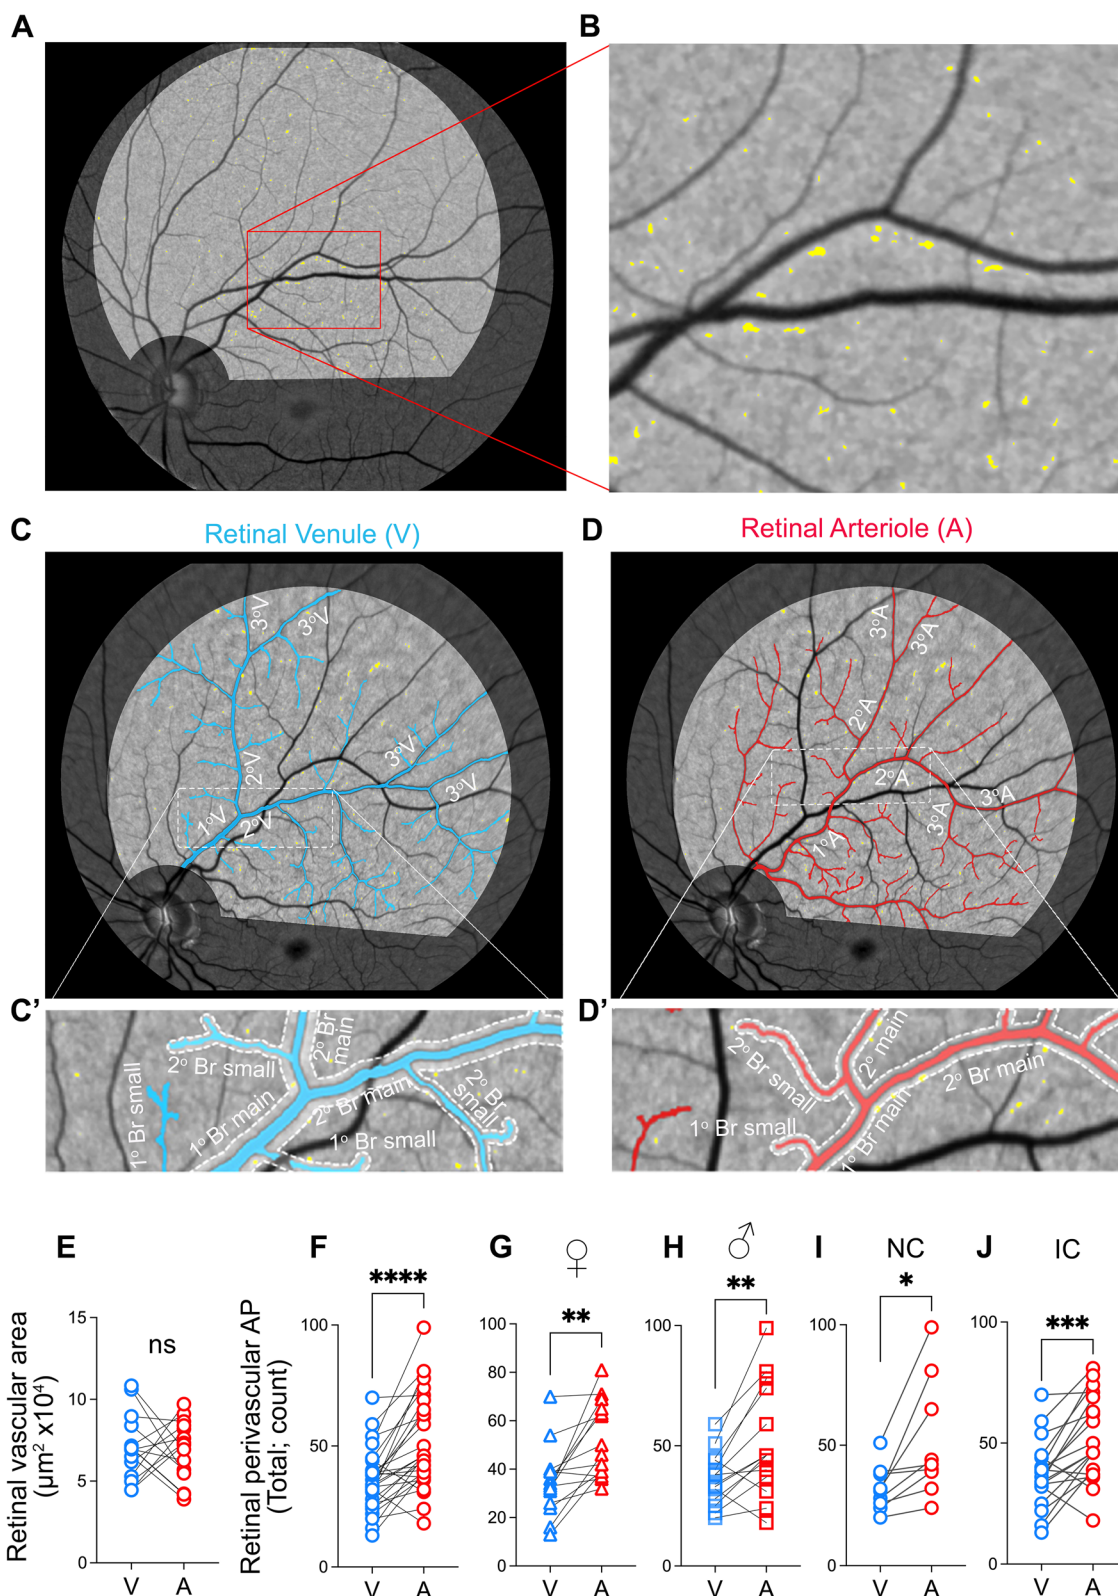 A
B
C
Retinal Venule (V)
D
Retinal Arteriole (A)
3°V
3°V
2°V
3°V
3°V
1°V
2°V
3°A
3°A
2°A
2°A
3°A
3°A
1°A
C’
2° Br main
2° Br small
1° Br small
1° Br main
2° Br main
2° Br small
1° Br small
D’
2° Br small
2° main
2° Br main
1° Br small
1° Br main
E
Retinal vascular area
(µm² x10⁴)
15
10
5
0
ns
V
A
F
Retinal perivascular AP
(Total; count)
100
50
0
****
V
A
G
♀
100
80
60
40
20
0
**
V
A
H
♂
100
50
0
**
V
A
I
NC
100
50
0
*
V
A
J
IC
100
50
0
***
V
A